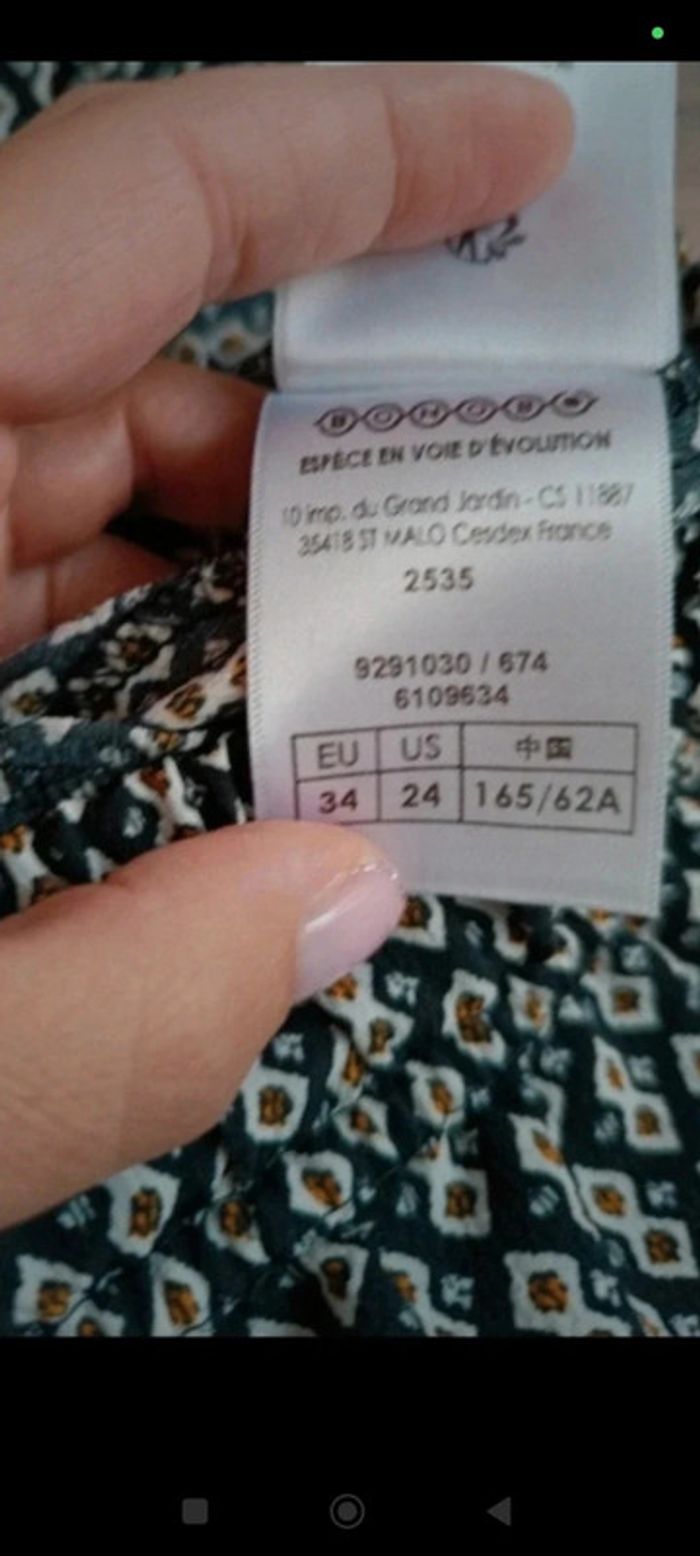 BONOBO
ESPÈCE EN VOIE D'ÉVOLUTION
10 imp. du Grand Jardin - CS 11887
35418 ST MALO Cesdex France
2535
9291030 / 674
6109634
EU US 中国
34 24 165/62A